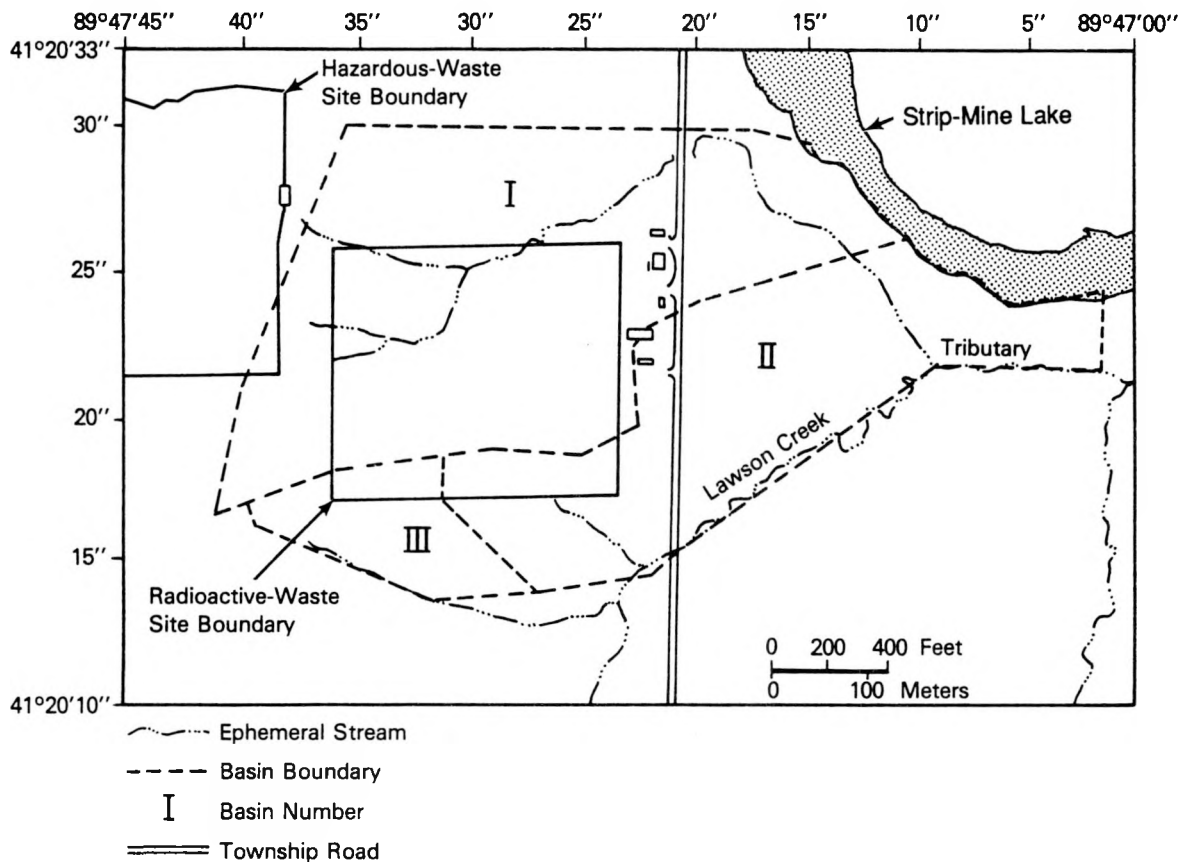 89°47'45"
40"
35"
30"
25"
20"
15"
10"
5"
89°47'00"
41°20'33"
Hazardous-Waste
Site Boundary
Strip-Mine Lake
30"
I
25"
II
Tributary
20"
Lawson Creek
III
15"
Radioactive-Waste
Site Boundary
0 200 400 Feet
0 100 Meters
41°20'10"
Ephemeral Stream
Basin Boundary
I Basin Number
Township Road